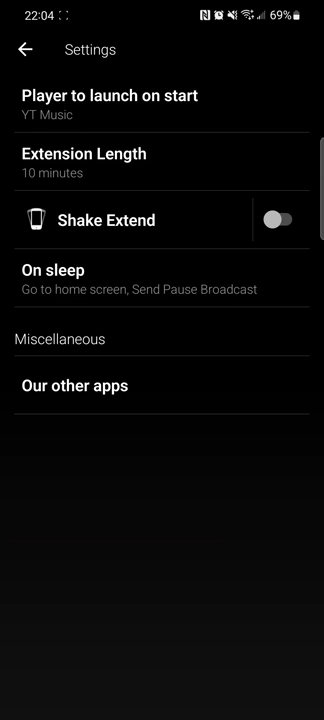 22:04 69%
Settings
Player to launch on start
YT Music
Extension Length
10 minutes
Shake Extend
On sleep
Go to home screen, Send Pause Broadcast
Miscellaneous
Our other apps